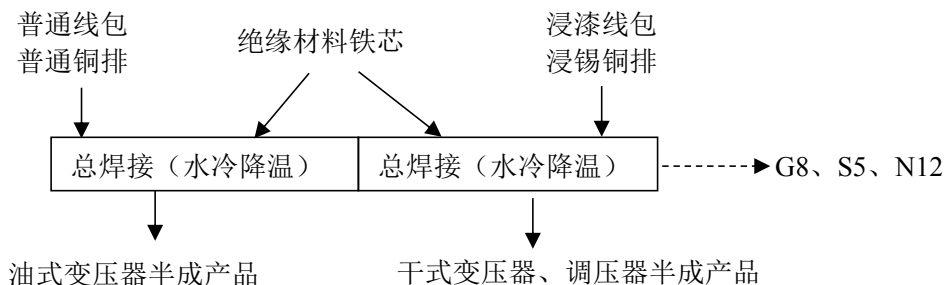 普通线包
普通铜排
绝缘材料铁芯
浸漆线包
浸锡铜排
总焊接（水冷降温）
总焊接（水冷降温）
G8、S5、N12
油式变压器半成产品
干式变压器、调压器半成产品